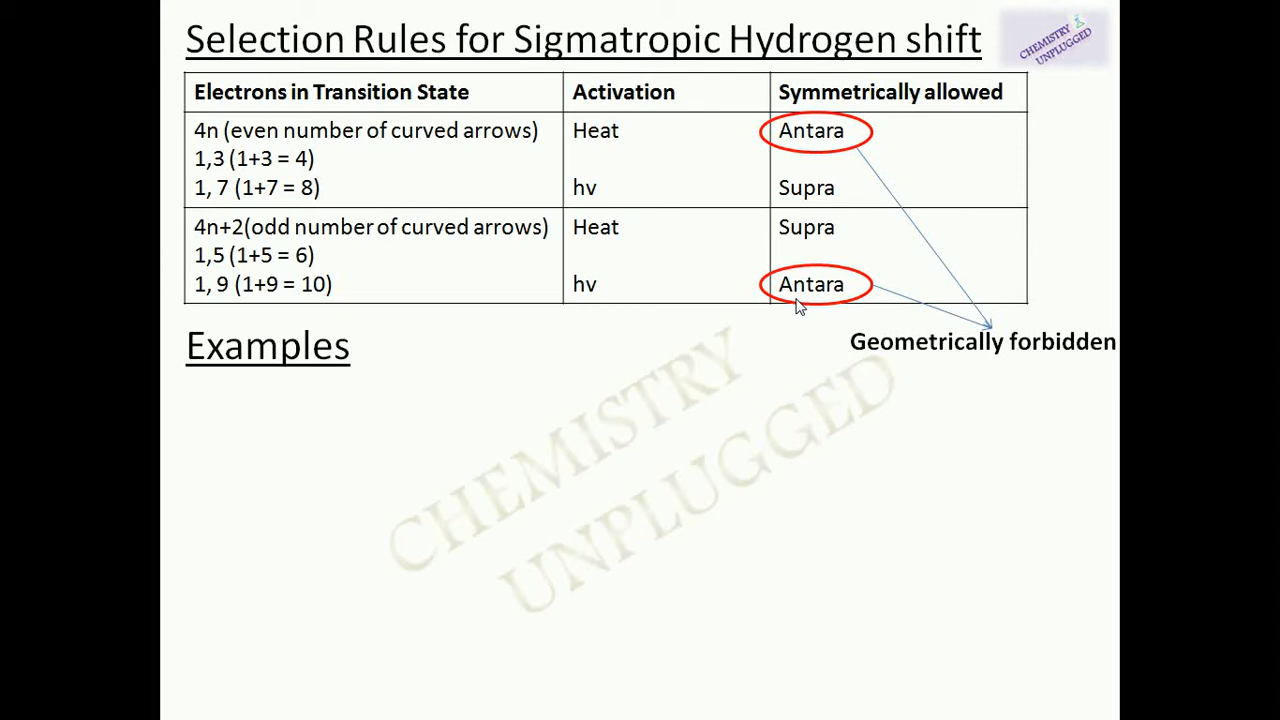 Selection Rules for Sigmatropic Hydrogen shift
CHEMISTRY
UNPLUGGED
Electrons in Transition State Activation Symmetrically allowed
4n (even number of curved arrows) Heat Antara
1,3 (1+3 = 4)
1, 7 (1+7 = 8) hv Supra
4n+2(odd number of curved arrows) Heat Supra
1,5 (1+5 = 6)
1, 9 (1+9 = 10) hv Antara
Geometrically forbidden
Examples
CHEMISTRY
UNPLUGGED